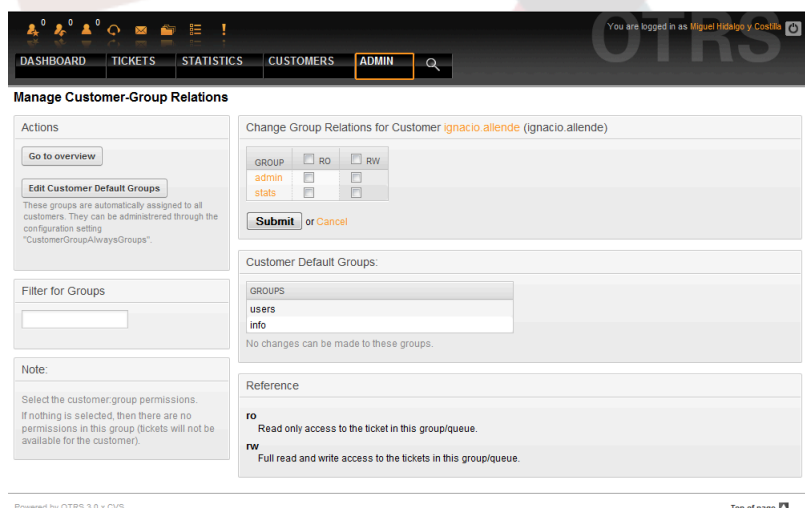 0 0 0
You are logged in as Miguel Hidalgo y Costilla
OTRS
DASHBOARD TICKETS STATISTICS CUSTOMERS ADMIN
Manage Customer-Group Relations
Actions
Go to overview
Edit Customer Default Groups
These groups are automatically assigned to all
customers. They can be administrered through the
configuration setting
"CustomerGroupAlwaysGroups".
Filter for Groups
Note:
Select the customer:group permissions.
If nothing is selected, then there are no
permissions in this group (tickets will not be
available for the customer).
Change Group Relations for Customer ignacio.allende (ignacio.allende)
GROUP RO RW
admin
stats
Submit or Cancel
Customer Default Groups:
GROUPS
users
info
No changes can be made to these groups.
Reference
ro
Read only access to the ticket in this group/queue.
rw
Full read and write access to the tickets in this group/queue.
Powered by OTRS 3.0.x CVS
Top of page